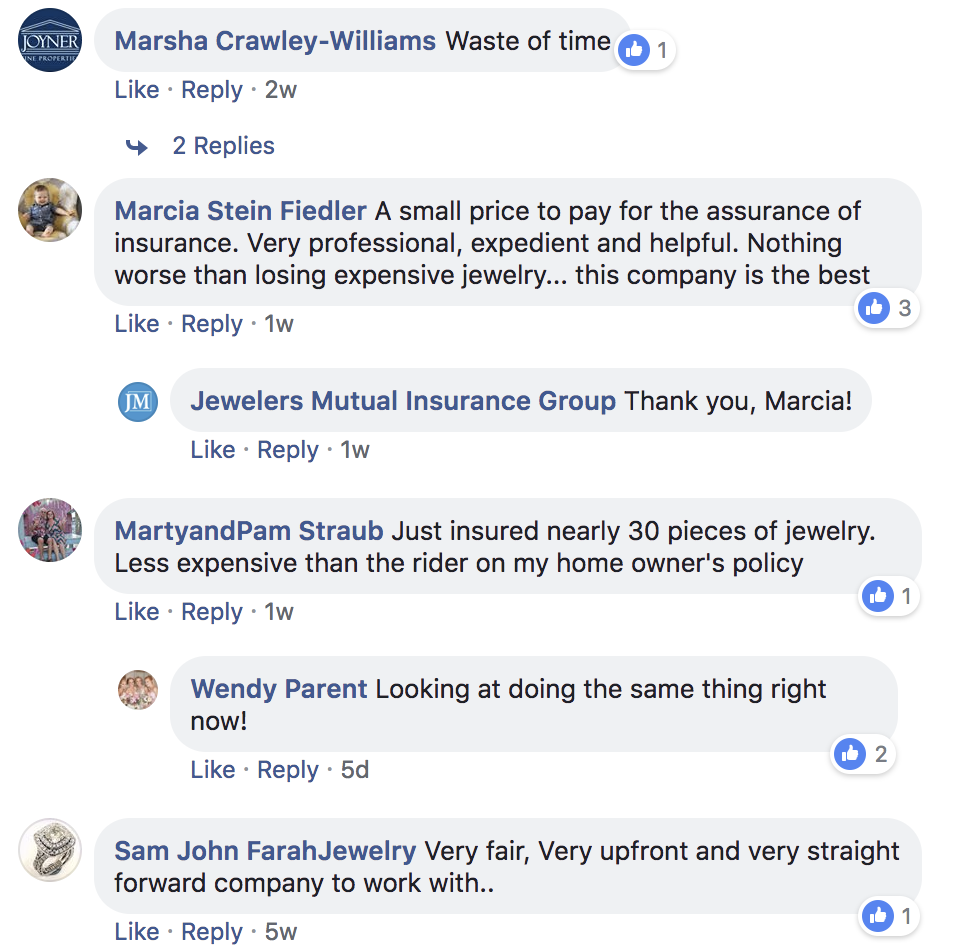 JOYNER
INE PROPERTI
Marsha Crawley-Williams Waste of time
1
Like · Reply · 2w
2 Replies
Marcia Stein Fiedler A small price to pay for the assurance of
insurance. Very professional, expedient and helpful. Nothing
worse than losing expensive jewelry... this company is the best
3
Like · Reply · 1w
JM
Jewelers Mutual Insurance Group Thank you, Marcia!
Like · Reply · 1w
MartyandPam Straub Just insured nearly 30 pieces of jewelry.
Less expensive than the rider on my home owner's policy
1
Like · Reply · 1w
Wendy Parent Looking at doing the same thing right
now!
2
Like · Reply · 5d
Sam John FarahJewelry Very fair, Very upfront and very straight
forward company to work with..
1
Like · Reply · 5w